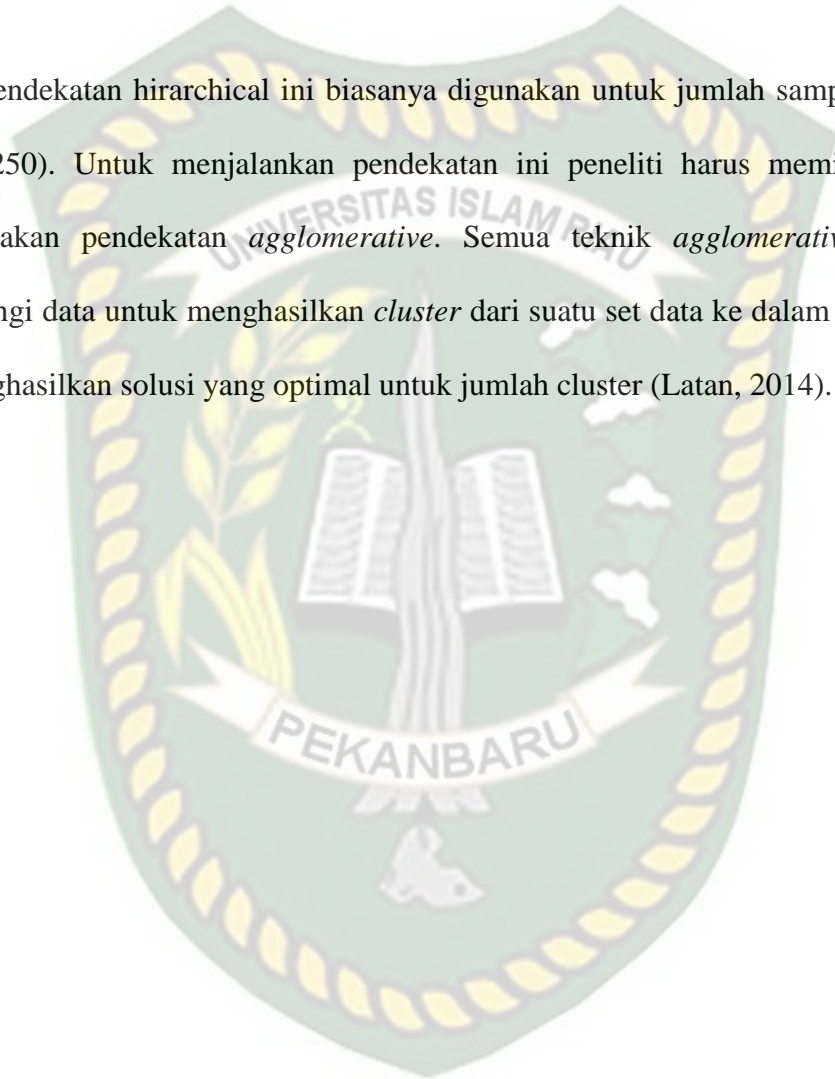 endekatan hirarchical ini biasanya digunakan untuk jumlah samp
250). Untuk menjalankan pendekatan ini peneliti harus memi
akan pendekatan agglomerative. Semua teknik agglomerativ
UNIVERSITAS ISLAM RIAU
ngi data untuk menghasilkan cluster dari suatu set data ke dalam
ghasilkan solusi yang optimal untuk jumlah cluster (Latan, 2014).
PEKANBARU